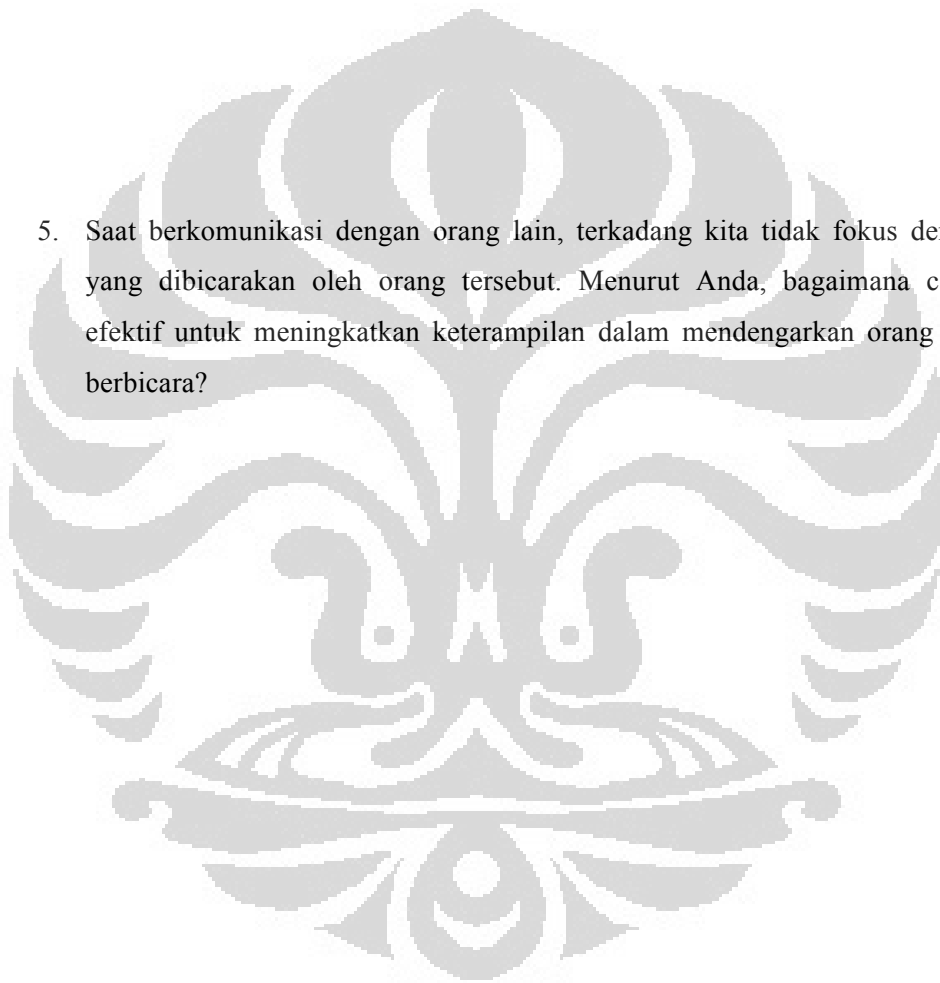 5. Saat berkomunikasi dengan orang lain, terkadang kita tidak fokus
yang dibicarakan oleh orang tersebut. Menurut Anda, bagaimana
efektif untuk meningkatkan keterampilan dalam mendengarkan orang
berbicara?